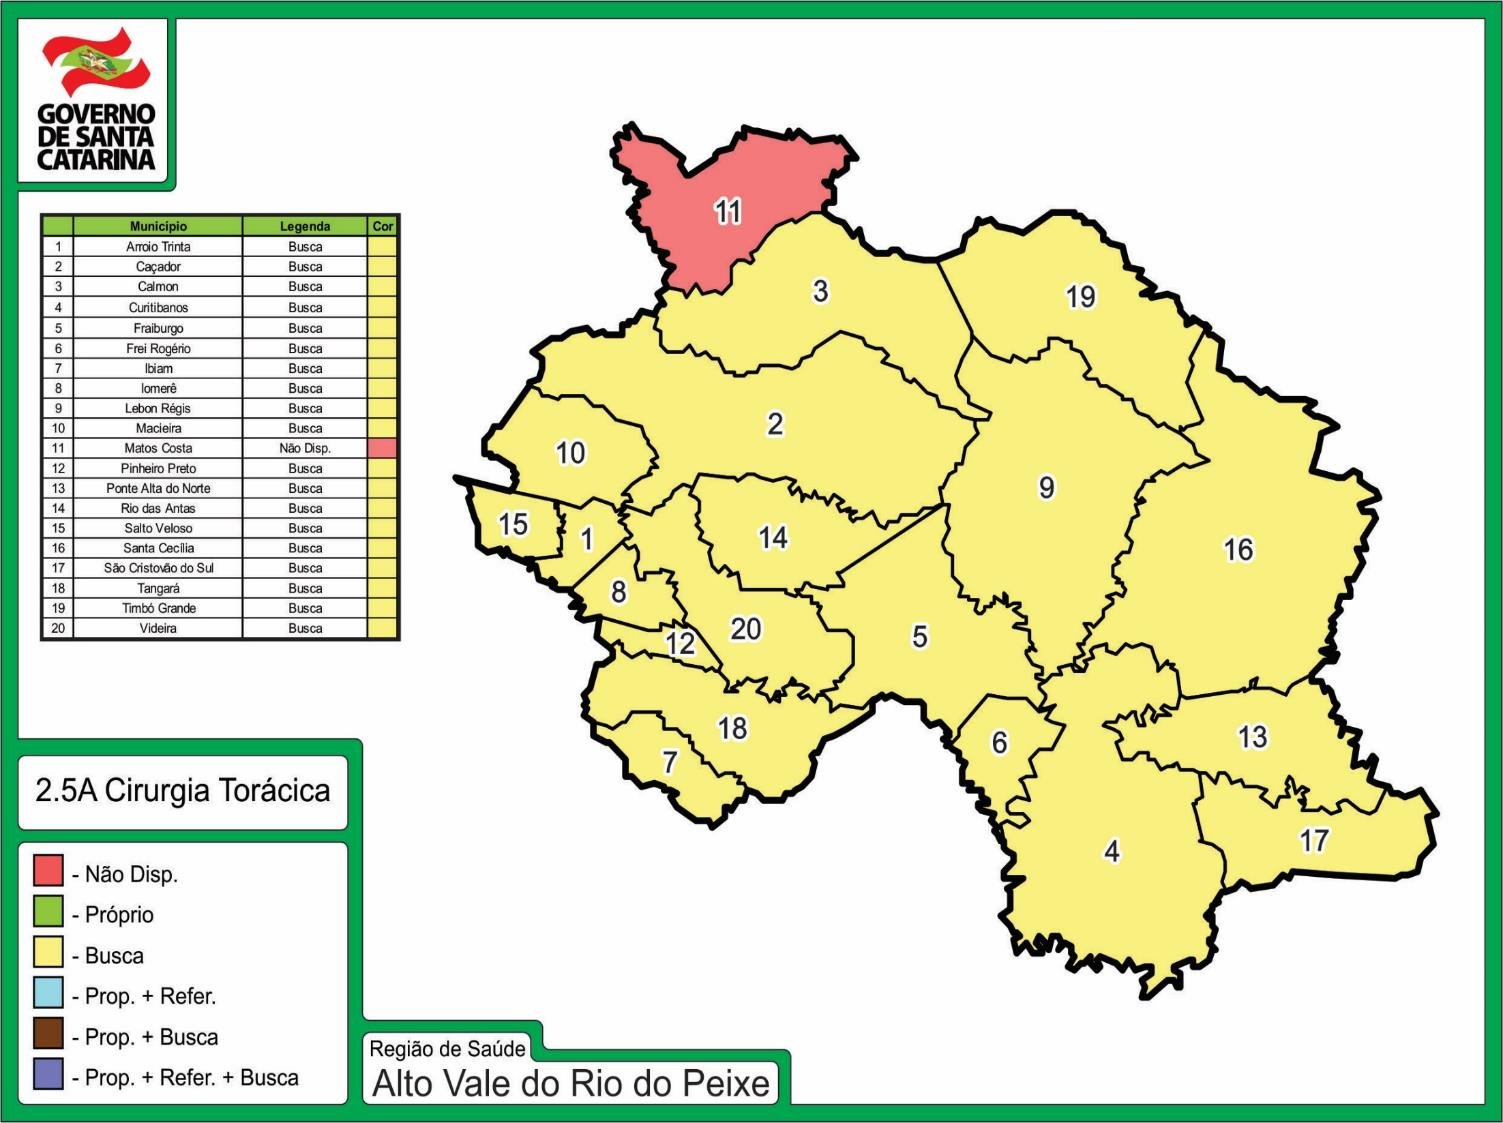 GOVERNO
DE SANTA
CATARINA
Município Legenda Cor
1 Arroio Trinta Busca
2 Caçador Busca
3 Calmon Busca
4 Curitibanos Busca
5 Fraiburgo Busca
6 Frei Rogério Busca
7 Ibiam Busca
8 Iomerê Busca
9 Lebon Régis Busca
10 Macieira Busca
11 Matos Costa Não Disp.
12 Pinheiro Preto Busca
13 Ponte Alta do Norte Busca
14 Rio das Antas Busca
15 Salto Veloso Busca
16 Santa Cecília Busca
17 São Cristovão do Sul Busca
18 Tangará Busca
19 Timbó Grande Busca
20 Videira Busca
11
3
19
2
10
9
15
1
14
16
8
20
12
5
18
7
6
13
4
17
2.5A Cirurgia Torácica
- Não Disp.
- Próprio
- Busca
- Prop. + Refer.
- Prop. + Busca
- Prop. + Refer. + Busca
Região de Saúde
Alto Vale do Rio do Peixe